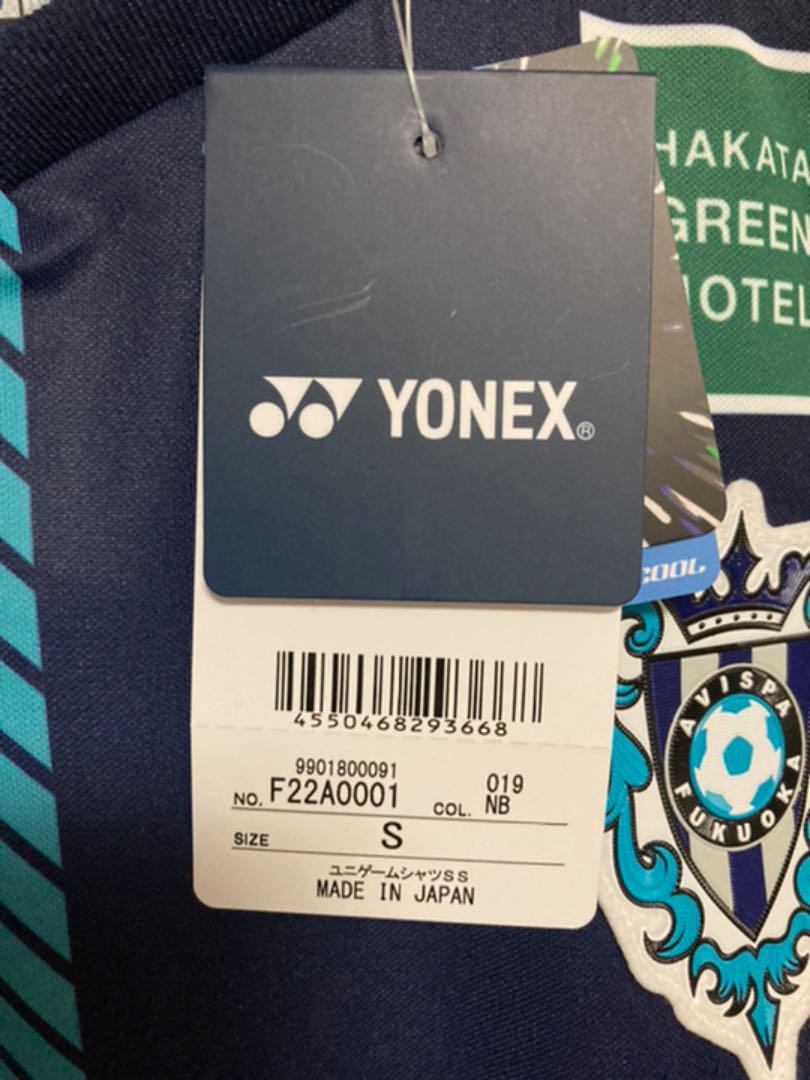 YONEX®
HAKATA
GREEN
HOTEL
COOL
4550468293668
9901800091
NO. F22A0001
COL. 019 NB
SIZE S
ユニゲームシャツSS
MADE IN JAPAN
AVISPA
FUKUOKA